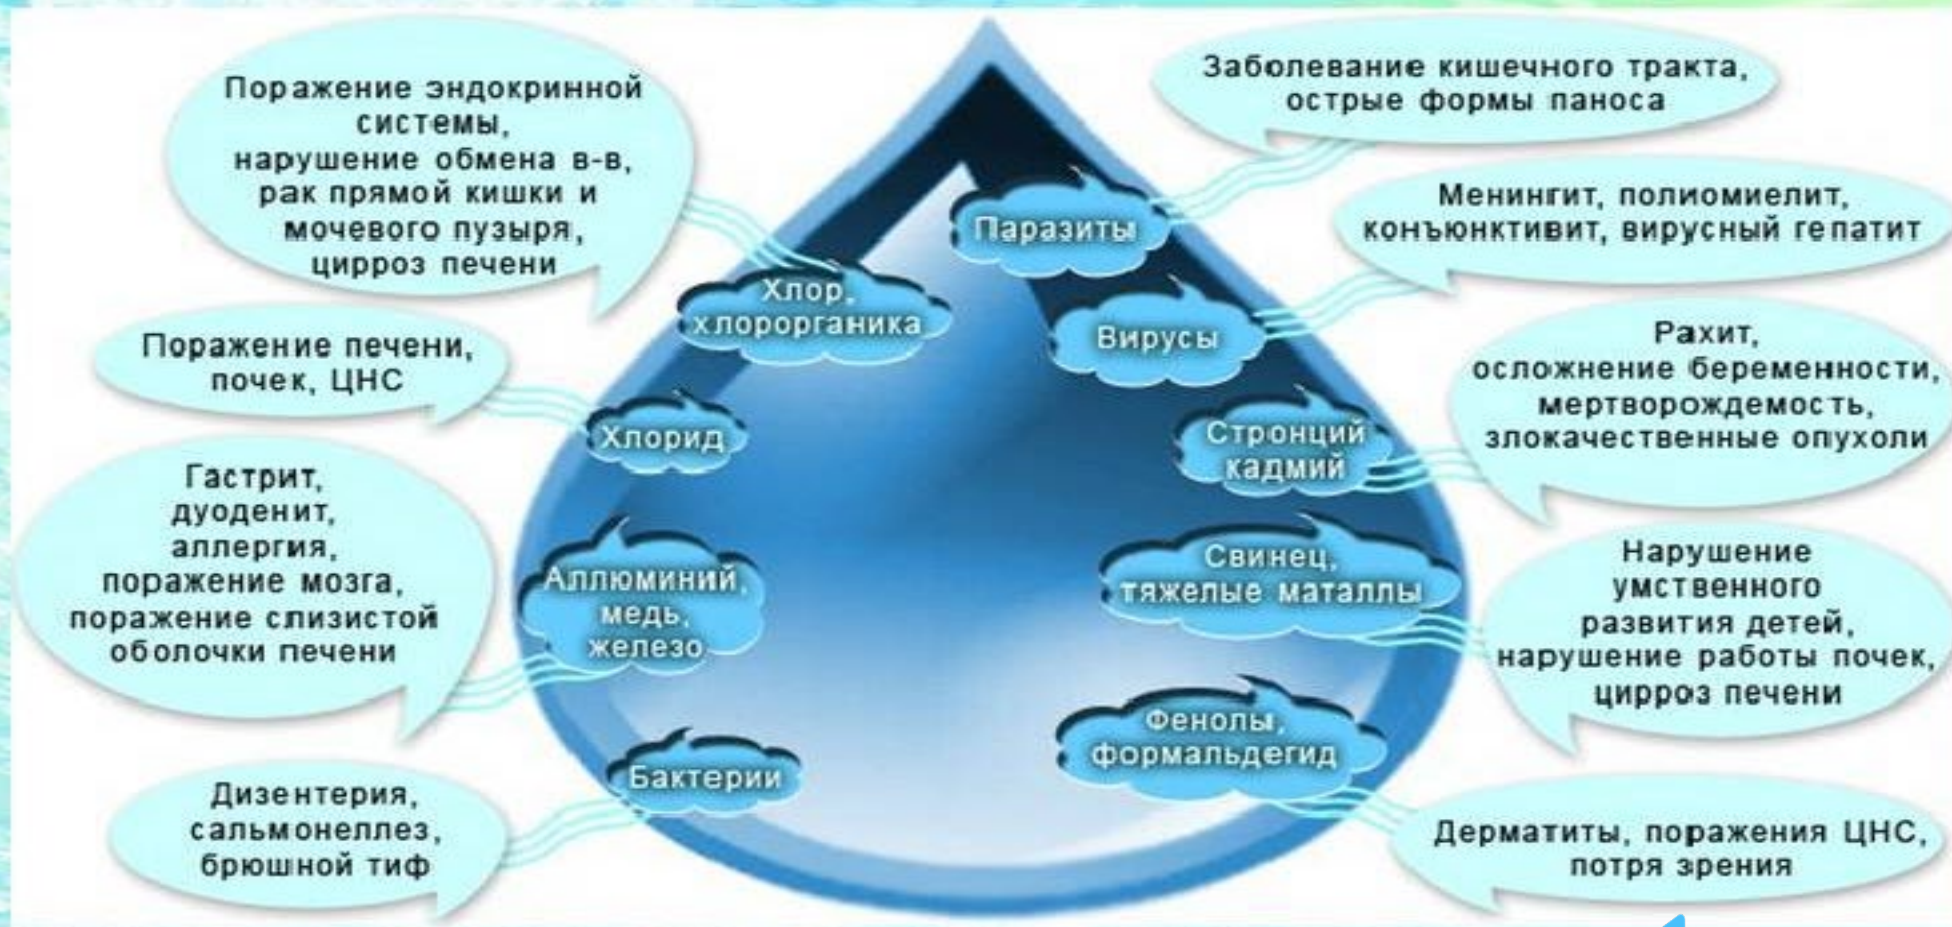 Поражение эндокринной
системы,
нарушение обмена в-в,
рак прямой кишки и
мочевого пузыря,
цирроз печени
Хлор,
хлорорганика
Поражение печени,
почек, ЦНС
Хлорид
Гастрит,
дуоденит,
аллергия,
поражение мозга,
поражение слизистой
оболочки печени
Аллюминий,
медь,
железо
Дизентерия,
сальмонеллез,
брюшной тиф
Бактерии
Заболевание кишечного тракта,
острые формы паноса
Паразиты
Менингит, полиомиелит,
конъюнктивит, вирусный гепатит
Вирусы
Рахит,
осложнение беременности,
мертворождемость,
злокачественные опухоли
Стронций
кадмий
Нарушение
умственного
развития детей,
нарушение работы почек,
цирроз печени
Свинец,
тяжелые маталлы
Дерматиты, поражения ЦНС,
потря зрения
Фенолы,
формальдегид